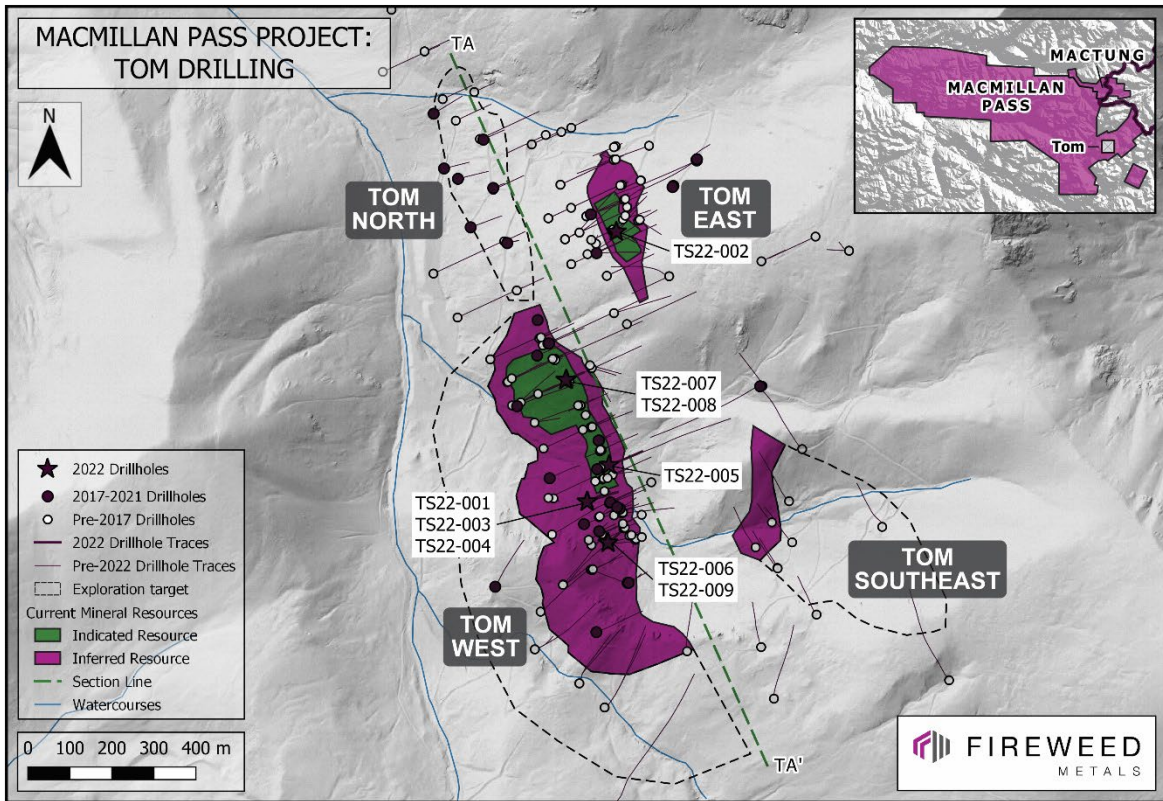 MACMILLAN PASS PROJECT:
TOM DRILLING
N
TA
MACTUNG
MACMILLAN
PASS
Tom
TOM
NORTH
TOM
EAST
TS22-002
TS22-007
TS22-008
TS22-005
TS22-001
TS22-003
TS22-004
TS22-006
TS22-009
TOM
SOUTHEAST
TOM
WEST
TA'
2022 Drillholes
2017-2021 Drillholes
Pre-2017 Drillholes
2022 Drillhole Traces
Pre-2022 Drillhole Traces
Exploration target
Current Mineral Resources
Indicated Resource
Inferred Resource
Section Line
Watercourses
0 100 200 300 400 m
FIREWEED
METALS